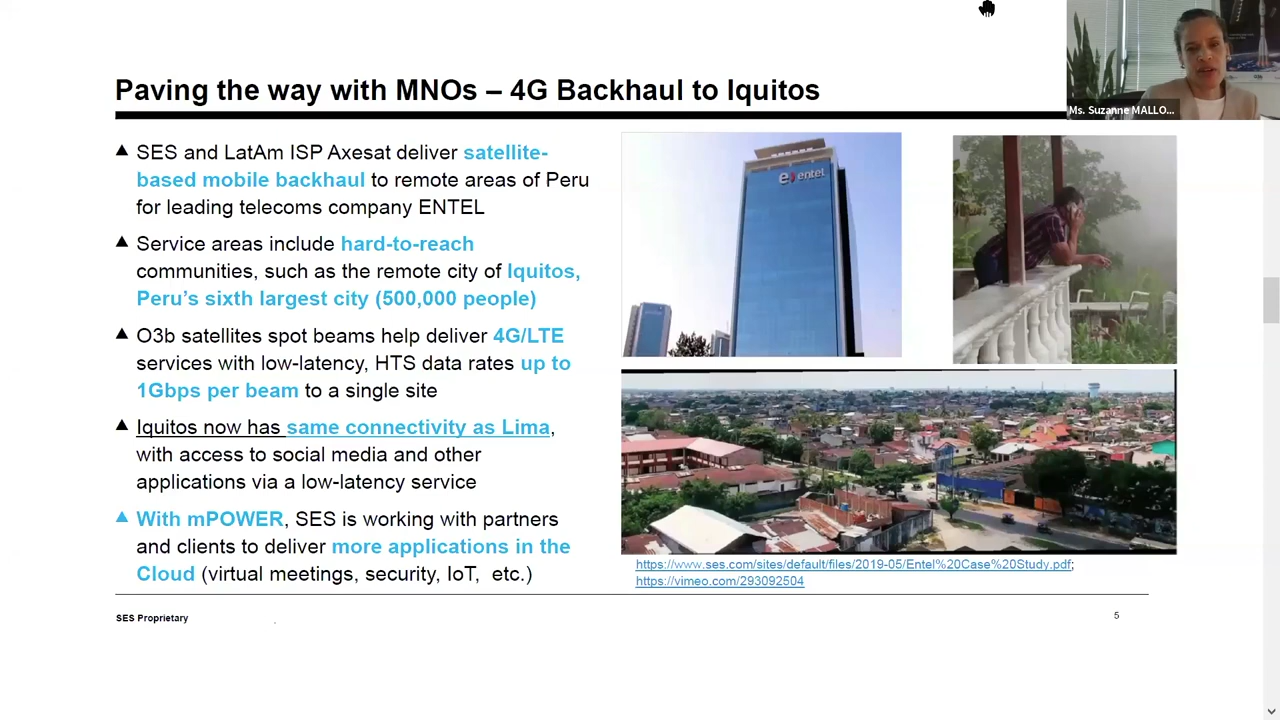 Paving the way with MNOs – 4G Backhaul to Iquitos
Ms. Suzanne MALLO...
SES and LatAm ISP Axesat deliver satellite-
based mobile backhaul to remote areas of Peru
for leading telecoms company ENTEL
Service areas include hard-to-reach
communities, such as the remote city of Iquitos,
Peru's sixth largest city (500,000 people)
O3b satellites spot beams help deliver 4G/LTE
services with low-latency, HTS data rates up to
1Gbps per beam to a single site
Iquitos now has same connectivity as Lima,
with access to social media and other
applications via a low-latency service
With mPOWER, SES is working with partners
and clients to deliver more applications in the
Cloud (virtual meetings, security, IoT, etc.)
entel
https://www.ses.com/sites/default/files/2019-05/Entel%20Case%20Study.pdf;
https://vimeo.com/293092504
SES Proprietary
5